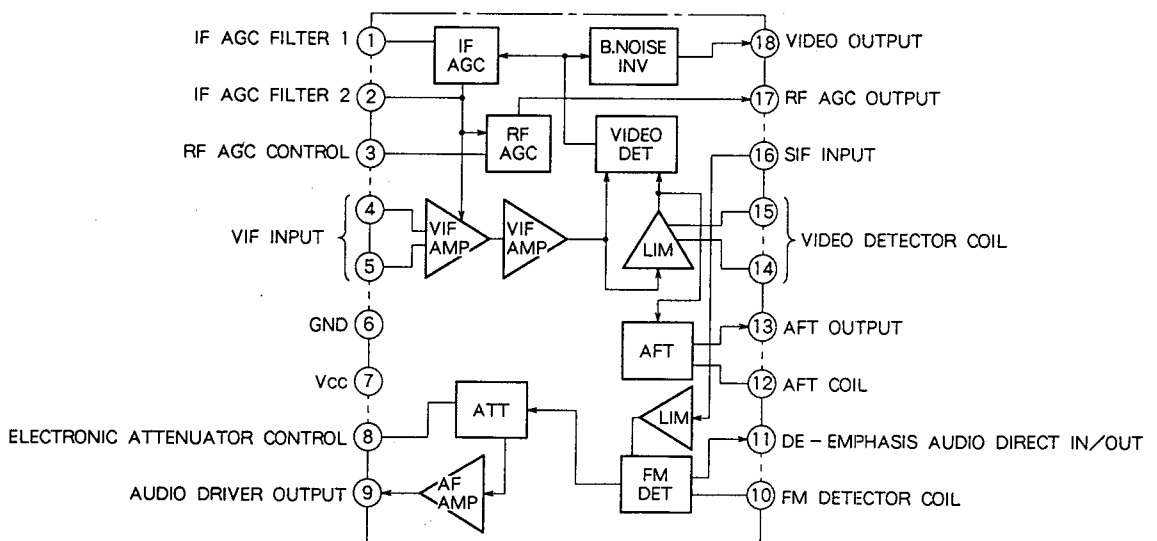 IF AGC FILTER 1
1
IF AGC FILTER 2
2
RF AGC CONTROL
3
VIF INPUT
4
5
GND
6
Vcc
7
ELECTRONIC ATTENUATOR CONTROL
8
AUDIO DRIVER OUTPUT
9
IF
AGC
B.NOISE
INV
RF
AGC
VIDEO
DET
VIF
AMP
VIF
AMP
LIM
AFT
LIM
ATT
FM
DET
AF
AMP
18
VIDEO OUTPUT
17
RF AGC OUTPUT
16
SIF INPUT
15
14
VIDEO DETECTOR COIL
13
AFT OUTPUT
12
AFT COIL
11
DE-EMPHASIS AUDIO DIRECT IN/OUT
10
FM DETECTOR COIL